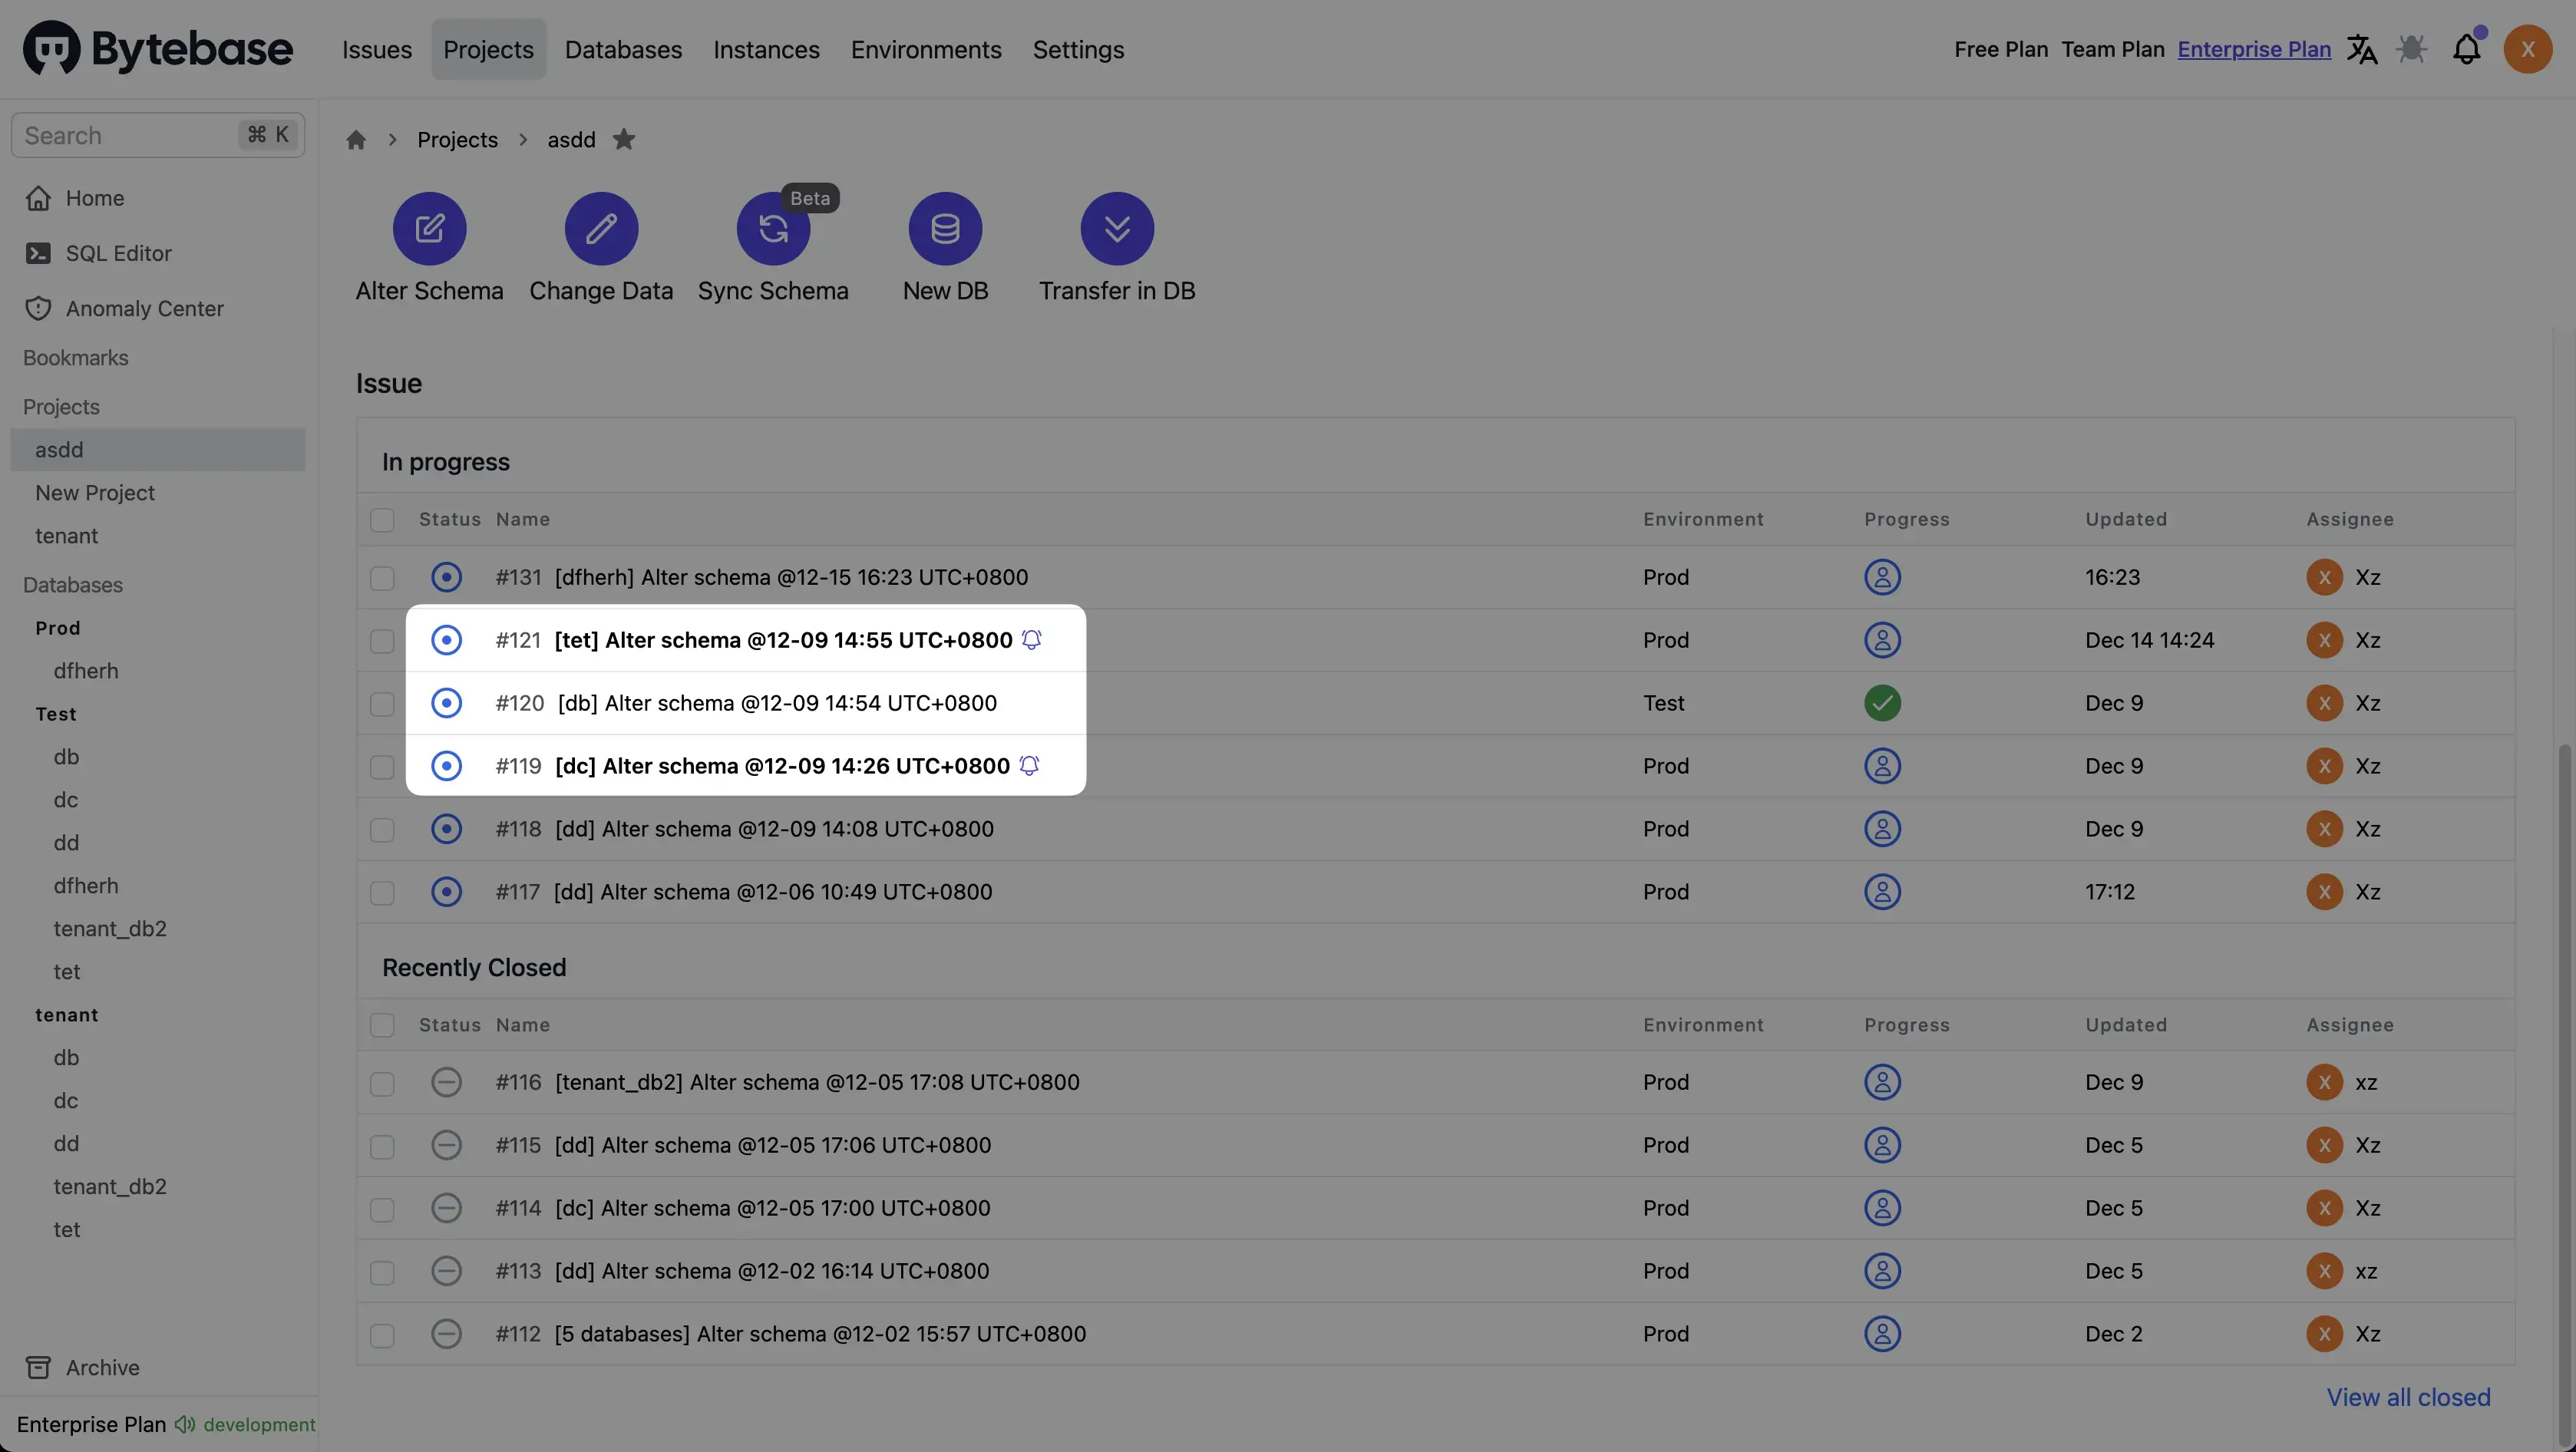 Bytebase Issues Projects Databases Instances Environments Settings Free Plan Team Plan Enterprise Plan X
Search ⌘ K
Home
SQL Editor
Anomaly Center
Bookmarks
Projects
asdd
New Project
tenant
Databases
Prod
dfherh
Test
db
dc
dd
dfherh
tenant_db2
tet
tenant
db
dc
dd
tenant_db2
tet
Archive
Enterprise Plan development
Projects asdd
Beta
Alter Schema Change Data Sync Schema New DB Transfer in DB
Issue
In progress
Status Name Environment Progress Updated Assignee
#131 [dfherh] Alter schema @12-15 16:23 UTC+0800 Prod 16:23 X Xz
#121 [tet] Alter schema @12-09 14:55 UTC+0800 Prod Dec 14 14:24 X Xz
#120 [db] Alter schema @12-09 14:54 UTC+0800 Test Dec 9 X Xz
#119 [dc] Alter schema @12-09 14:26 UTC+0800 Prod Dec 9 X Xz
#118 [dd] Alter schema @12-09 14:08 UTC+0800 Prod Dec 9 X Xz
#117 [dd] Alter schema @12-06 10:49 UTC+0800 Prod 17:12 X Xz
Recently Closed
Status Name Environment Progress Updated Assignee
#116 [tenant_db2] Alter schema @12-05 17:08 UTC+0800 Prod Dec 9 X xz
#115 [dd] Alter schema @12-05 17:06 UTC+0800 Prod Dec 5 X Xz
#114 [dc] Alter schema @12-05 17:00 UTC+0800 Prod Dec 5 X Xz
#113 [dd] Alter schema @12-02 16:14 UTC+0800 Prod Dec 5 X xz
#112 [5 databases] Alter schema @12-02 15:57 UTC+0800 Prod Dec 2 X Xz
View all closed